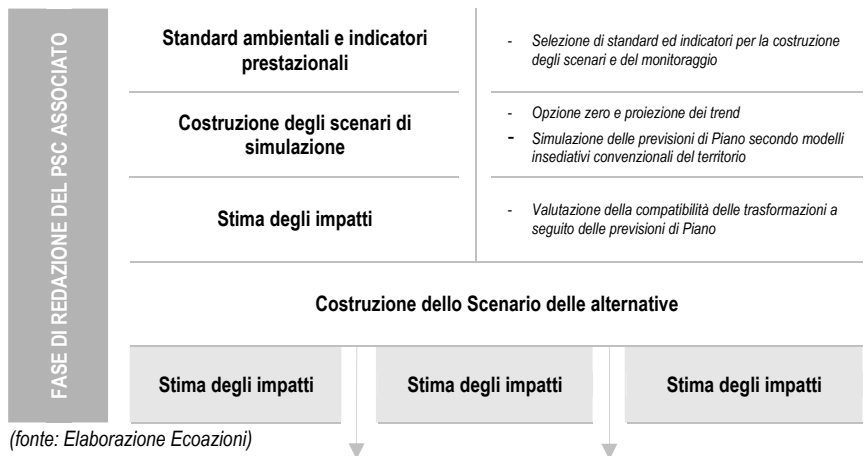 FASE DI REDAZIONE DEL PSC ASSOCIATO
Standard ambientali e indicatori
prestazionali
- Selezione di standard ed indicatori per la costruzione
degli scenari e del monitoraggio
Costruzione degli scenari di
simulazione
- Opzione zero e proiezione dei trend
- Simulazione delle previsioni di Piano secondo modelli
insediativi convenzionali del territorio
Stima degli impatti
- Valutazione della compatibilità delle trasformazioni a
seguito delle previsioni di Piano
Costruzione dello Scenario delle alternative
Stima degli impatti
Stima degli impatti
Stima degli impatti
(fonte: Elaborazione Ecoazioni)